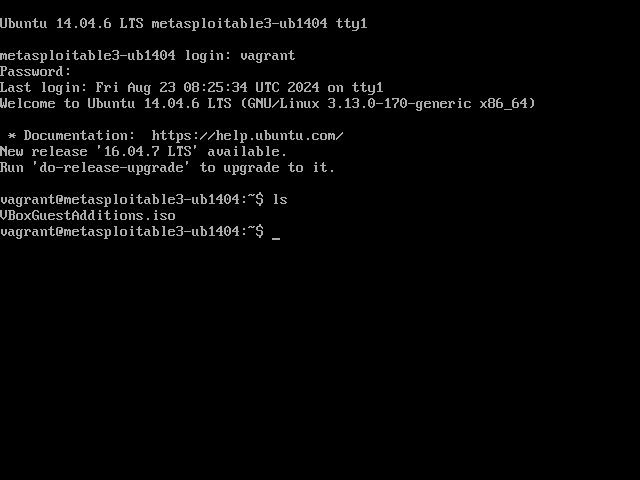 Ubuntu 14.04.6 LTS metasploitable3-ub1404 tty1
metasploitable3-ub1404 login: vagrant
Password:
Last login: Fri Aug 23 08:25:34 UTC 2024 on tty1
Welcome to Ubuntu 14.04.6 LTS (GNU/Linux 3.13.0-170-generic x86_64)
* Documentation:  https://help.ubuntu.com/
New release '16.04.7 LTS' available.
Run 'do-release-upgrade' to upgrade to it.
vagrant@metasploitable3-ub1404:~$ ls
VBoxGuestAdditions.iso
vagrant@metasploitable3-ub1404:~$ _